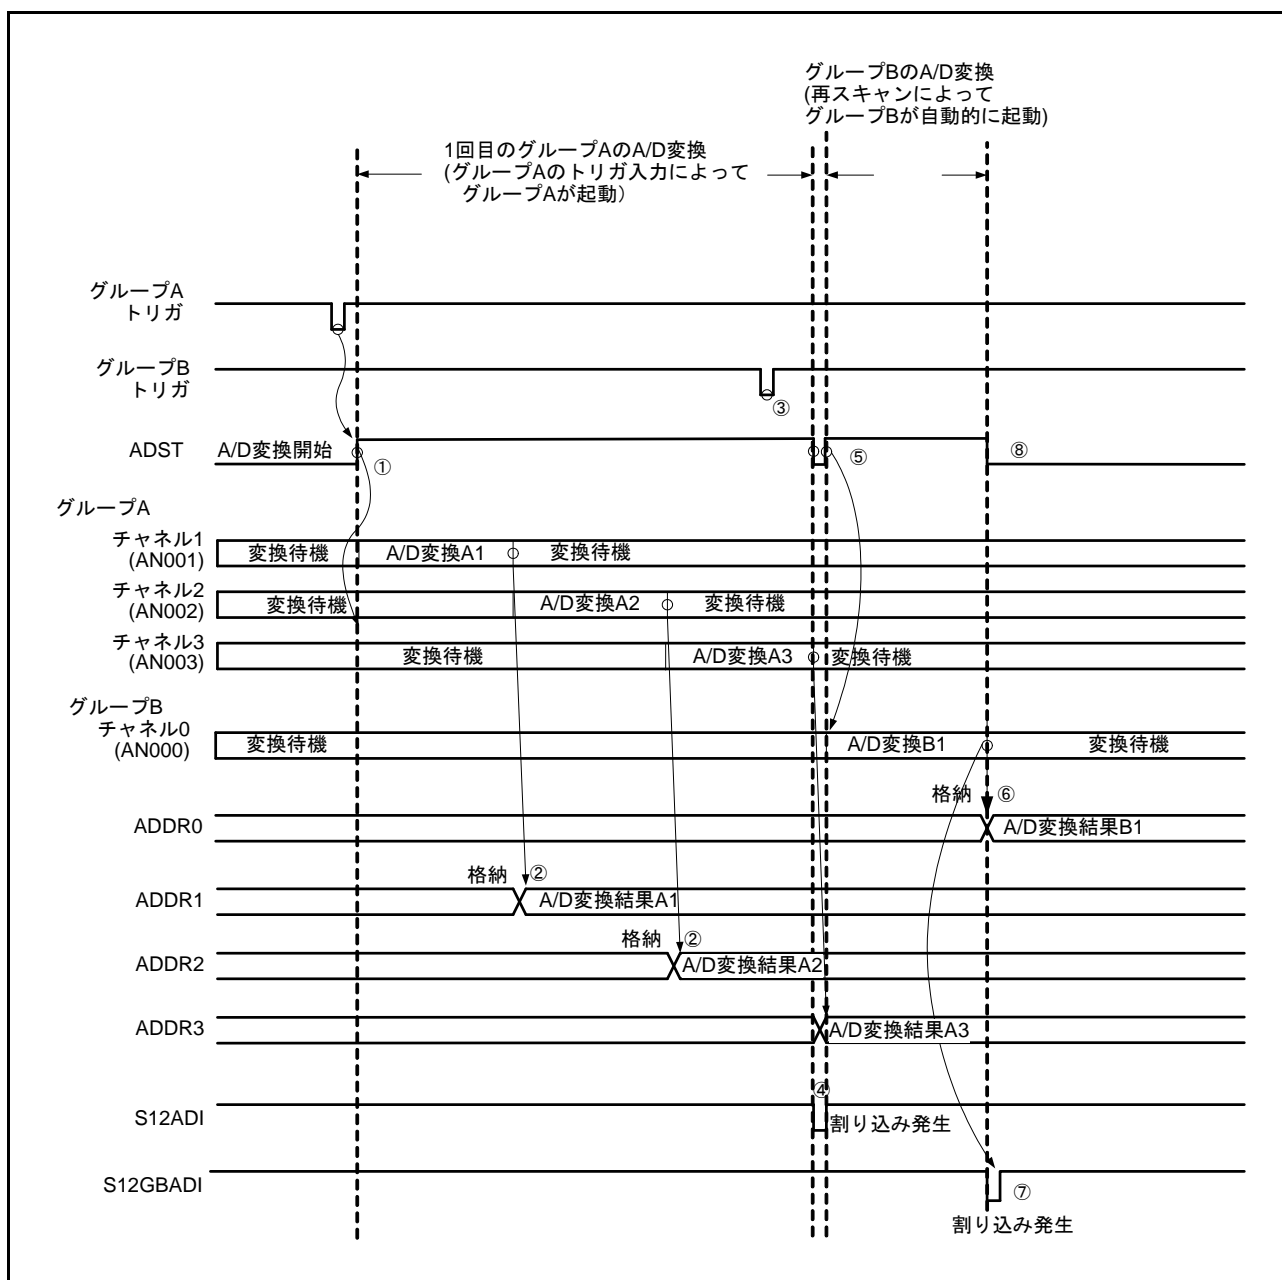 グループBのA/D変換
(再スキャンによって
グループBが自動的に起動)
1回目のグループAのA/D変換
(グループAのトリガ入力によって
グループAが起動）
グループA
トリガ
グループB
トリガ
③
ADST
A/D変換開始
①
⑤
⑧
グループA
チャネル1
(AN001)
変換待機
A/D変換A1
変換待機
チャネル2
(AN002)
変換待機
A/D変換A2
変換待機
チャネル3
(AN003)
変換待機
A/D変換A3
変換待機
グループB
チャネル0
(AN000)
変換待機
A/D変換B1
変換待機
格納
⑥
ADDR0
A/D変換結果B1
格納
②
ADDR1
A/D変換結果A1
格納
②
ADDR2
A/D変換結果A2
ADDR3
A/D変換結果A3
④
S12ADI
割り込み発生
S12GBADI
⑦
割り込み発生